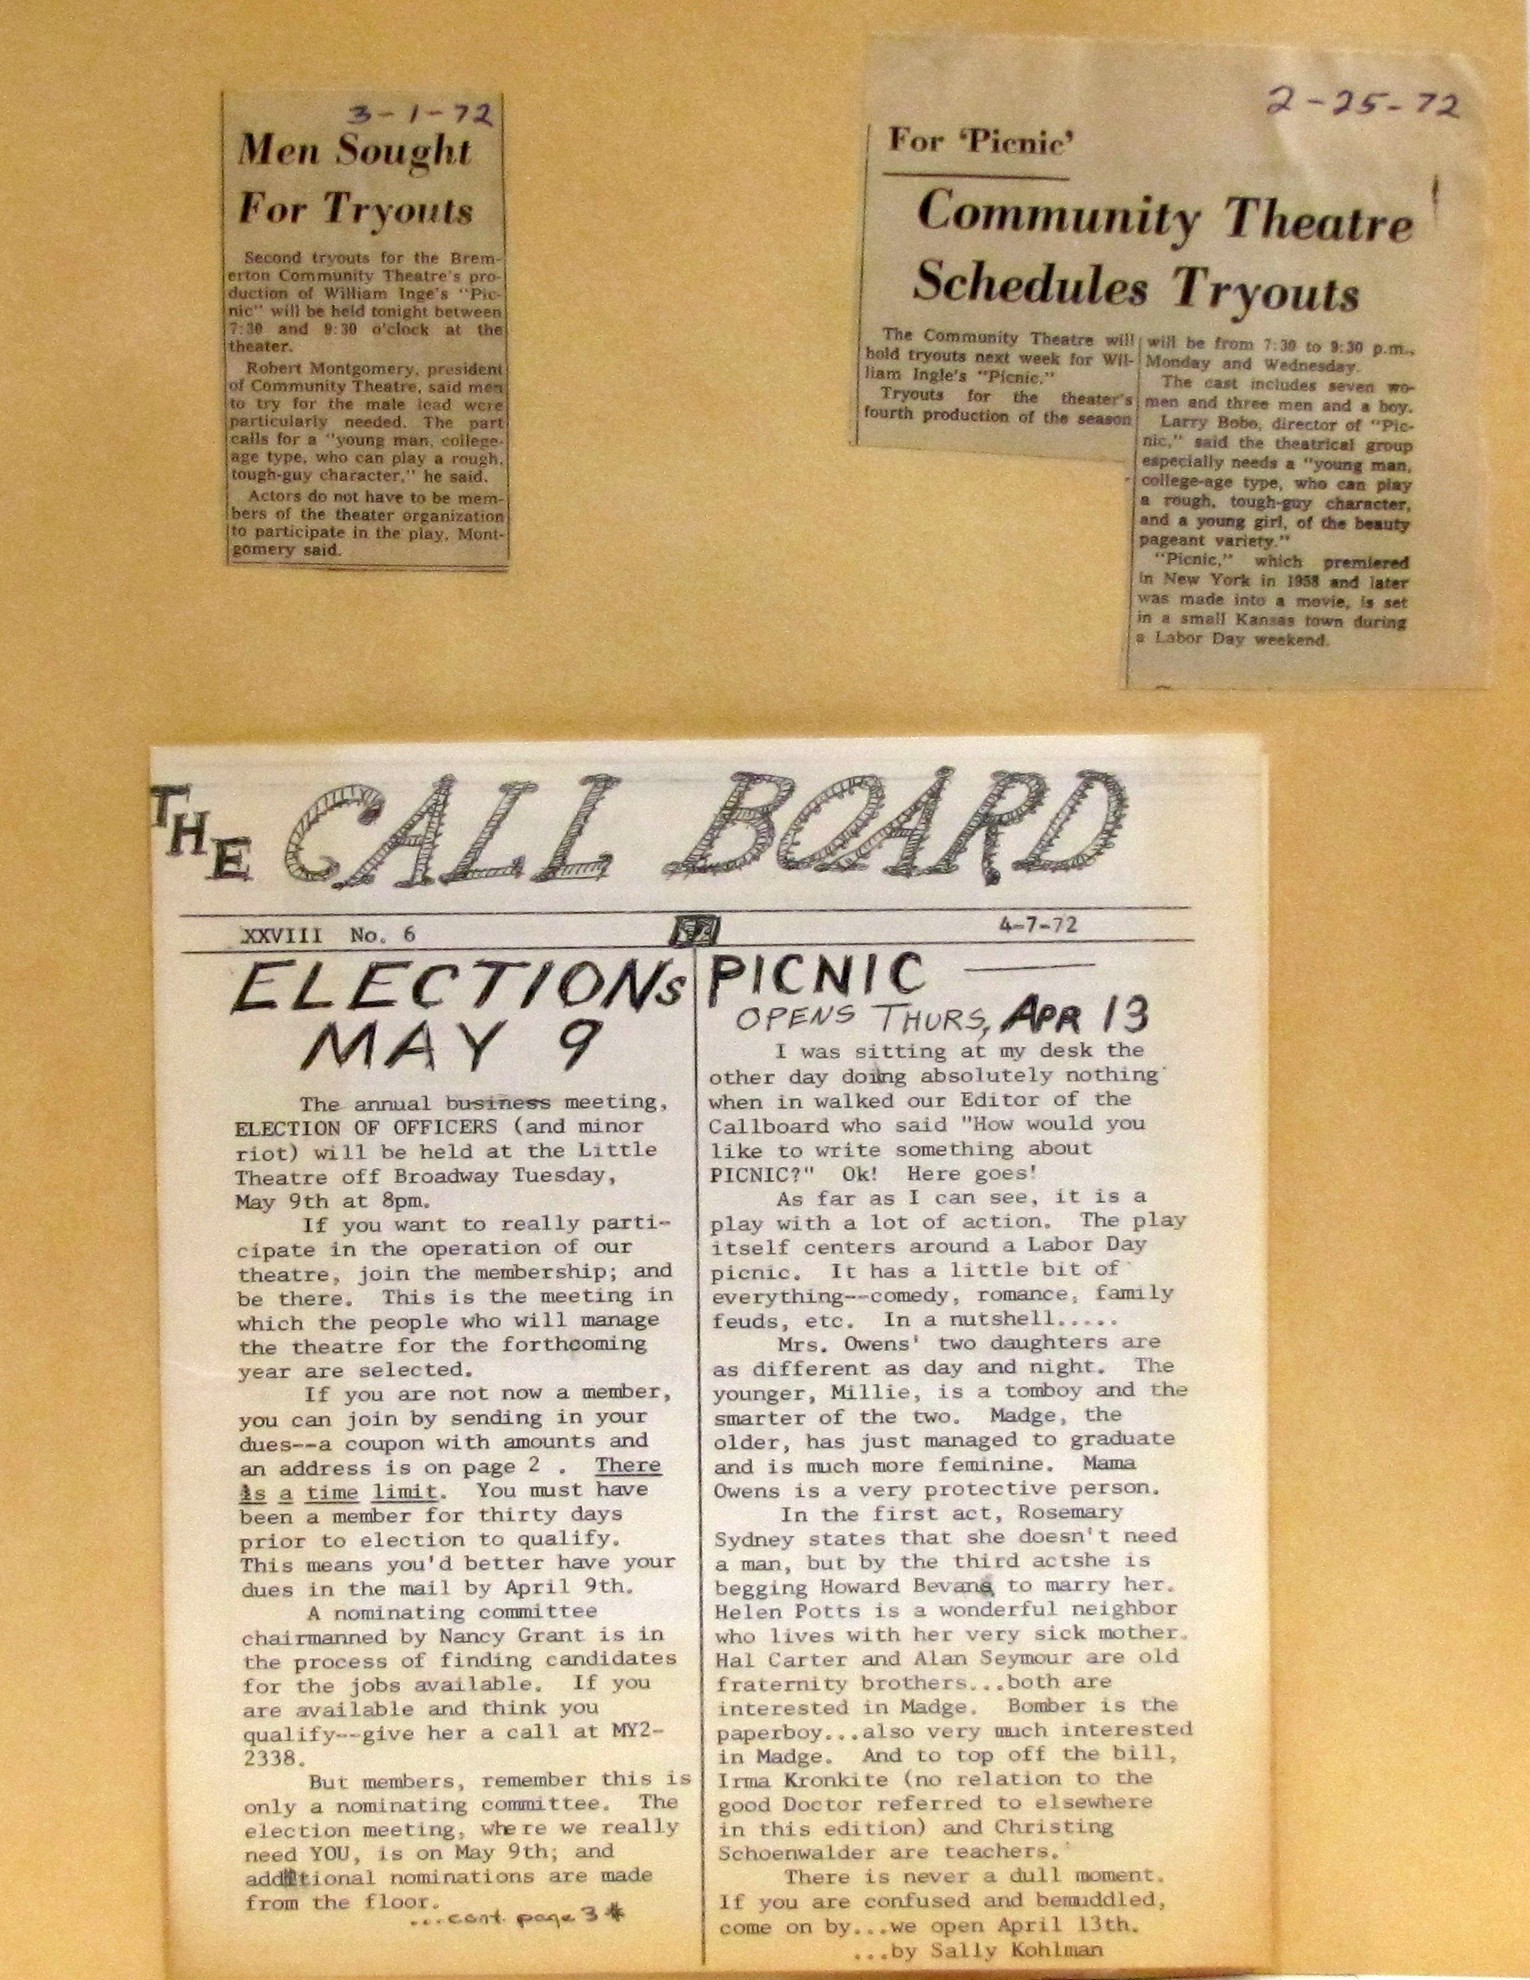 3-1-72
Men Sought
For Tryouts
Second tryouts for the Brem-
erton Community Theatre's pro-
duction of William Inge's "Pic-
nic" will be held tonight between
7:30 and 9:30 o'clock at the
theater.
Robert Montgomery, president
of Community Theatre, said men
to try for the male lead were
particularly needed. The part
calls for a "young man, college-
age type, who can play a rough,
tough-guy character," he said.
Actors do not have to be mem-
bers of the theater organization
to participate in the play, Mont-
gomery said.
2-25-72
For 'Picnic'
Community Theatre
Schedules Tryouts
The Community Theatre will
hold tryouts next week for Wil-
liam Ingle's "Picnic."
Tryouts for the theater's
fourth production of the season
will be from 7:30 to 9:30 p.m.,
Monday and Wednesday.
The cast includes seven wo-
men and three men and a boy.
Larry Bobo, director of "Pic-
nic," said the theatrical group
especially needs a "young man,
college-age type, who can play
a rough, tough-guy character,
and a young girl, of the beauty
pageant variety."
"Picnic," which premiered
in New York in 1958 and later
was made into a movie, is set
in a small Kansas town during
a Labor Day weekend.
THE CALL BOARD
XXVIII No. 6
4-7-72
ELECTIONs
MAY 9
The annual business meeting,
ELECTION OF OFFICERS (and minor
riot) will be held at the Little
Theatre off Broadway Tuesday,
May 9th at 8pm.
If you want to really parti-
cipate in the operation of our
theatre, join the membership; and
be there. This is the meeting in
which the people who will manage
the theatre for the forthcoming
year are selected.
If you are not now a member,
you can join by sending in your
dues--a coupon with amounts and
an address is on page 2 . There
is a time limit. You must have
been a member for thirty days
prior to election to qualify.
This means you'd better have your
dues in the mail by April 9th.
A nominating committee
chairmanned by Nancy Grant is in
the process of finding candidates
for the jobs available. If you
are available and think you
qualify--give her a call at MY2-
2338.
But members, remember this is
only a nominating committee. The
election meeting, where we really
need YOU, is on May 9th; and
additional nominations are made
from the floor.
...cont. page 3 *
PICNIC
OPENS THURS, APR 13
I was sitting at my desk the
other day doing absolutely nothing
when in walked our Editor of the
Callboard who said "How would you
like to write something about
PICNIC?" Ok! Here goes!
As far as I can see, it is a
play with a lot of action. The play
itself centers around a Labor Day
picnic. It has a little bit of
everything--comedy, romance, family
feuds, etc. In a nutshell.....
Mrs. Owens' two daughters are
as different as day and night. The
younger, Millie, is a tomboy and the
smarter of the two. Madge, the
older, has just managed to graduate
and is much more feminine. Mama
Owens is a very protective person.
In the first act, Rosemary
Sydney states that she doesn't need
a man, but by the third actshe is
begging Howard Bevans to marry her.
Helen Potts is a wonderful neighbor
who lives with her very sick mother.
Hal Carter and Alan Seymour are old
fraternity brothers...both are
interested in Madge. Bomber is the
paperboy...also very much interested
in Madge. And to top off the bill,
Irma Kronkite (no relation to the
good Doctor referred to elsewhere
in this edition) and Christing
Schoenwalder are teachers.
There is never a dull moment.
If you are confused and bemuddled,
come on by...we open April 13th.
...by Sally Kohlman